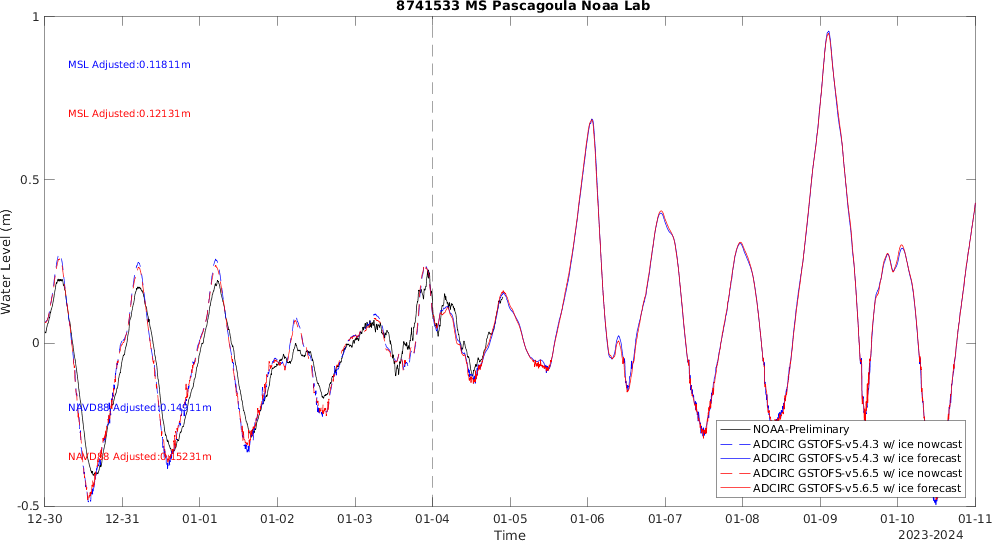 8741533 MS Pascagoula Noaa Lab
1
MSL Adjusted:0.11811m
MSL Adjusted:0.12131m
0.5
Water Level (m)
0
NAVD88 Adjusted:0.14911m
NAVD88 Adjusted:0.15231m
NOAA-Preliminary
ADCIRC GSTOFS-v5.4.3 w/ ice nowcast
ADCIRC GSTOFS-v5.4.3 w/ ice forecast
ADCIRC GSTOFS-v5.6.5 w/ ice nowcast
ADCIRC GSTOFS-v5.6.5 w/ ice forecast
-0.5
12-30 12-31 01-01 01-02 01-03 01-04 01-05 01-06 01-07 01-08 01-09 01-10 01-11
Time
2023-2024